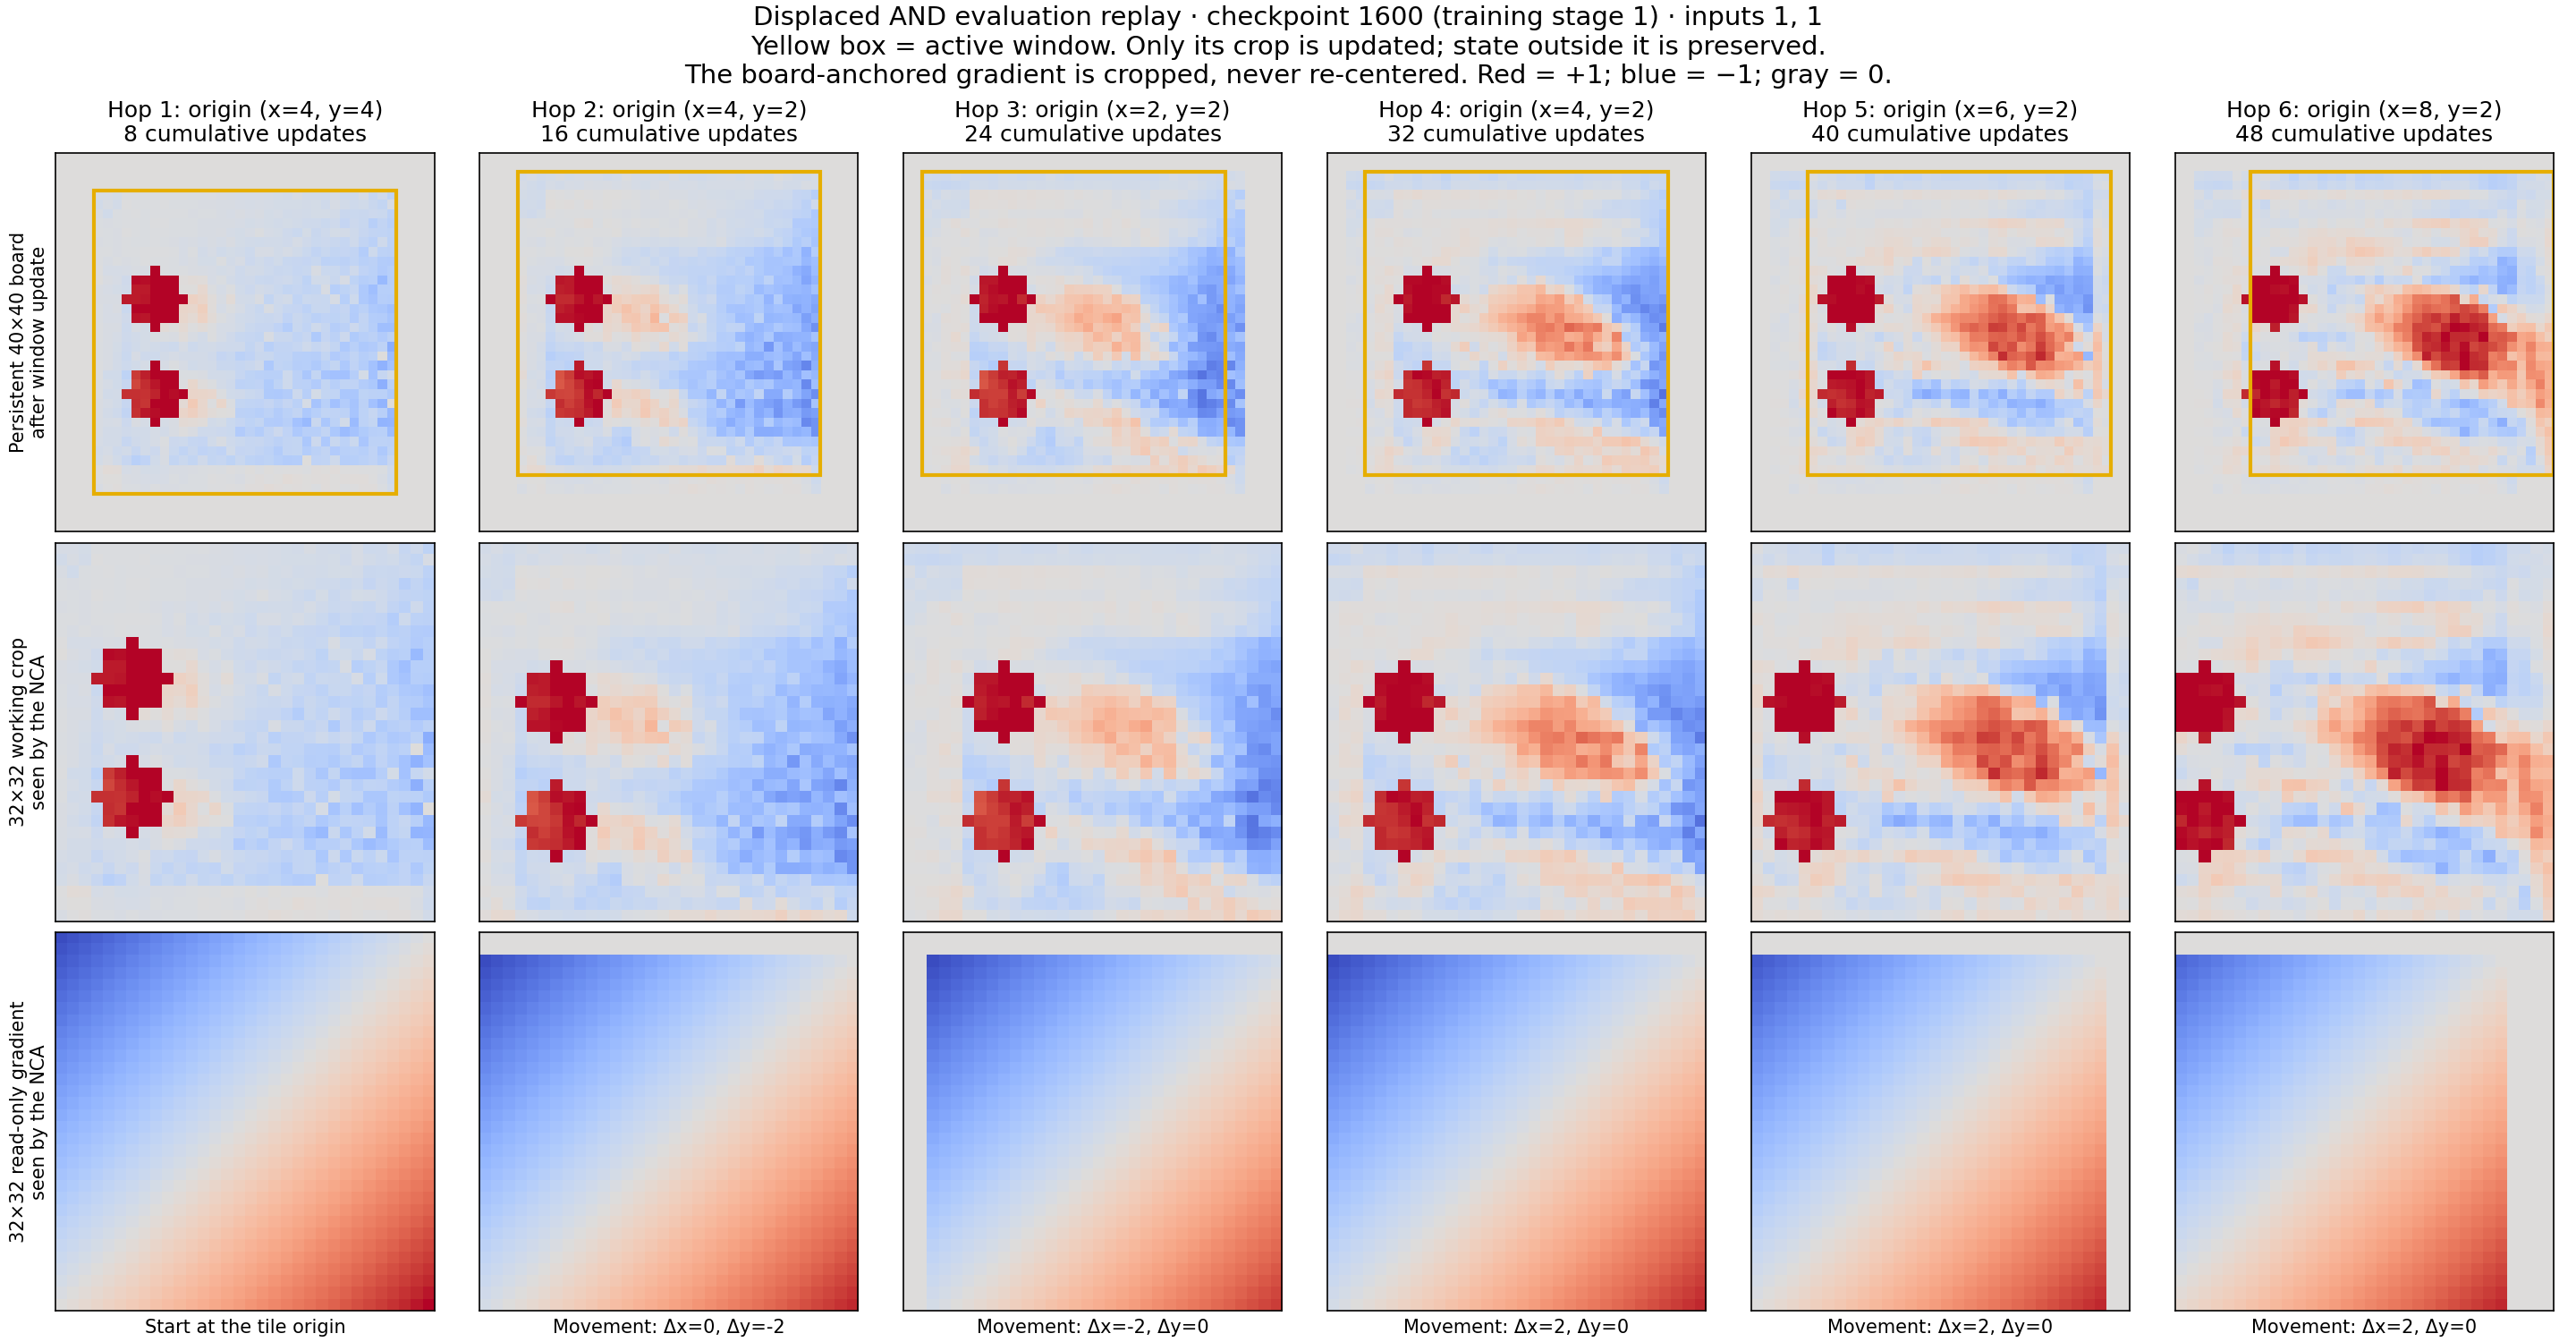 Displaced AND evaluation replay · checkpoint 1600 (training stage 1) · inputs 1, 1
Yellow box = active window. Only its crop is updated; state outside it is preserved.
The board-anchored gradient is cropped, never re-centered. Red = +1; blue = −1; gray = 0.
Hop 1: origin (x=4, y=4)
8 cumulative updates
Hop 2: origin (x=4, y=2)
16 cumulative updates
Hop 3: origin (x=2, y=2)
24 cumulative updates
Hop 4: origin (x=4, y=2)
32 cumulative updates
Hop 5: origin (x=6, y=2)
40 cumulative updates
Hop 6: origin (x=8, y=2)
48 cumulative updates
Persistent 40×40 board
after window update
32×32 working crop
seen by the NCA
32×32 read-only gradient
seen by the NCA
Start at the tile origin
Movement: Δx=0, Δy=-2
Movement: Δx=-2, Δy=0
Movement: Δx=2, Δy=0
Movement: Δx=2, Δy=0
Movement: Δx=2, Δy=0